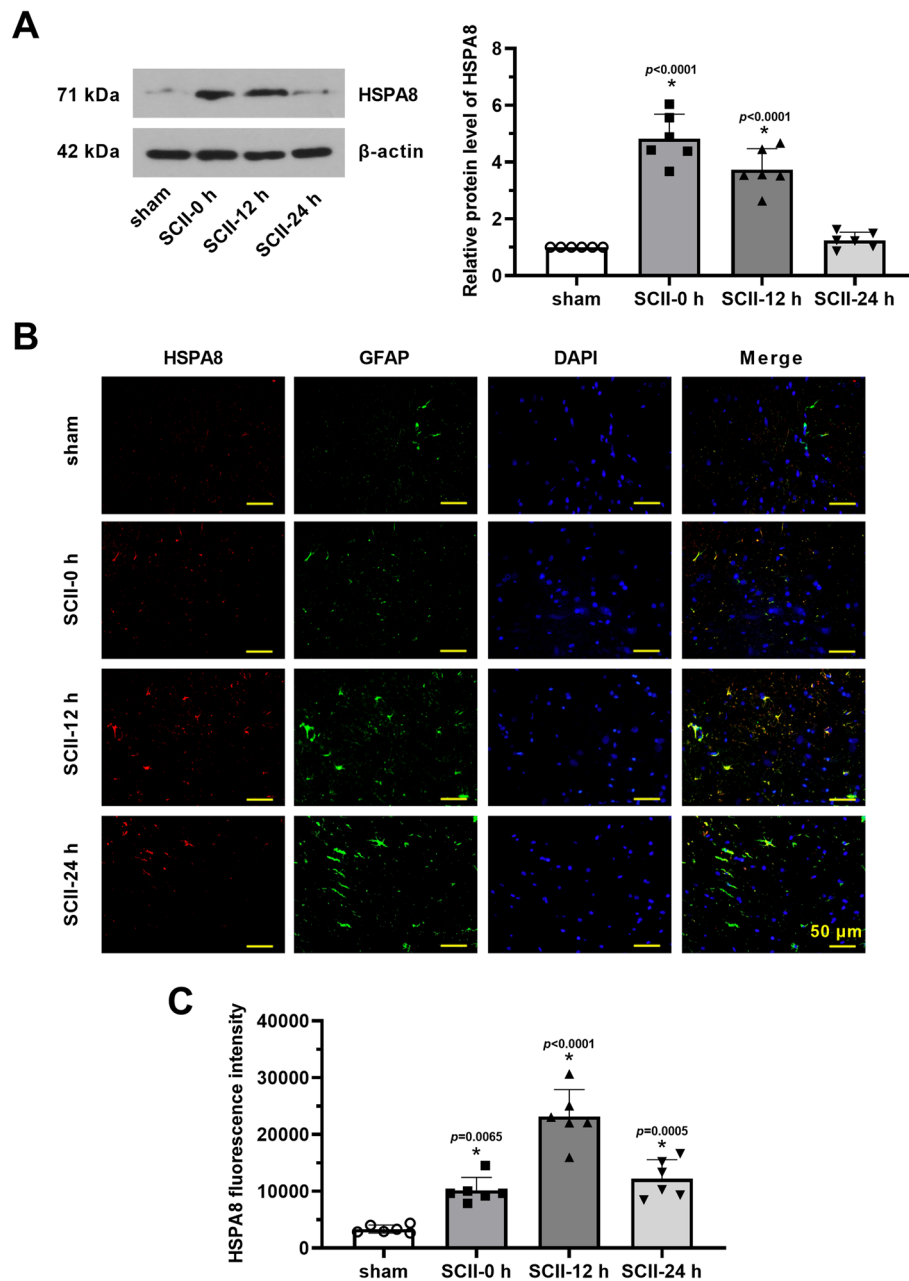 A
71 kDa
HSPA8
42 kDa
β-actin
sham
SCII-0 h
SCII-12 h
SCII-24 h
Relative protein level of HSPA8
8
6
4
2
0
p<0.0001
*
p<0.0001
*
sham
SCII-0 h
SCII-12 h
SCII-24 h
B
HSPA8
GFAP
DAPI
Merge
sham
SCII-0 h
SCII-12 h
SCII-24 h
50 μm
C
HSPA8 fluorescence intensity
40000
30000
20000
10000
0
p=0.0065
*
p<0.0001
*
p=0.0005
*
sham
SCII-0 h
SCII-12 h
SCII-24 h